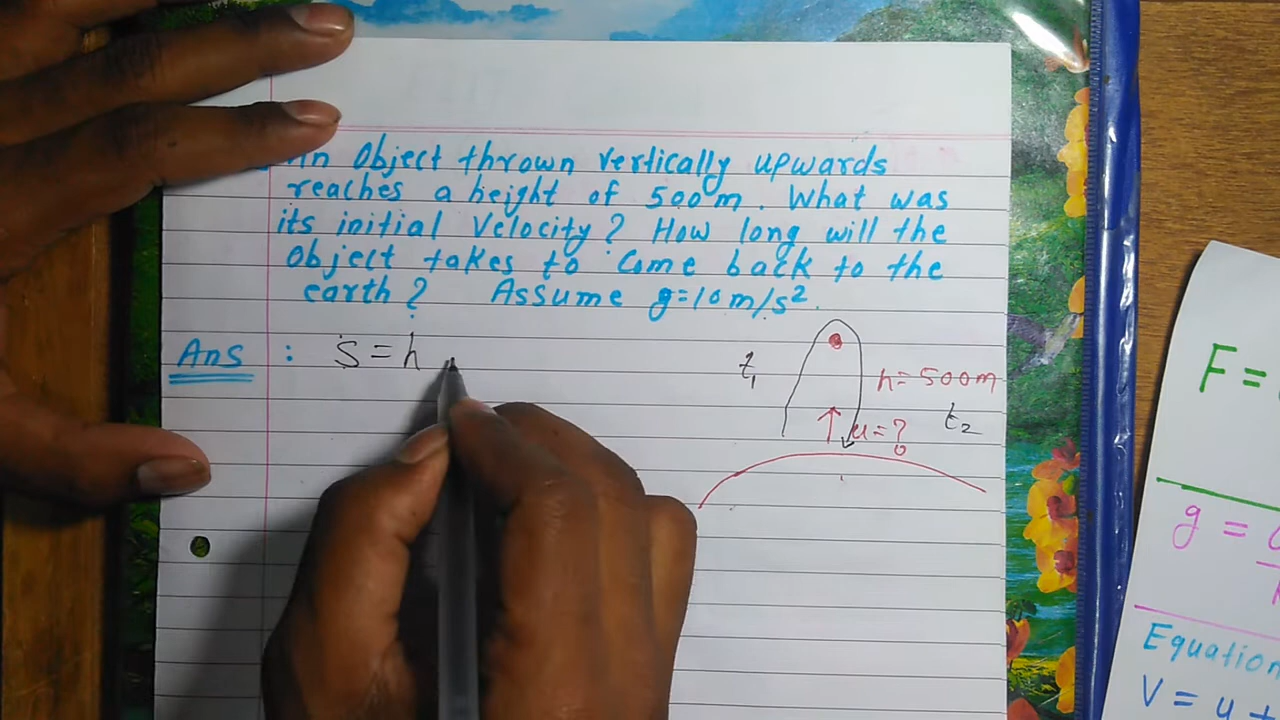 An Object thrown vertically upwards
reaches a height of 500m. What was
its initial Velocity? How long will the
Object takes to Come back to the
earth? Assume g=10m/s².
Ans : S = h
t₁
h= 500m
t₂
u= ?
F =
g =
Equation
V = u +